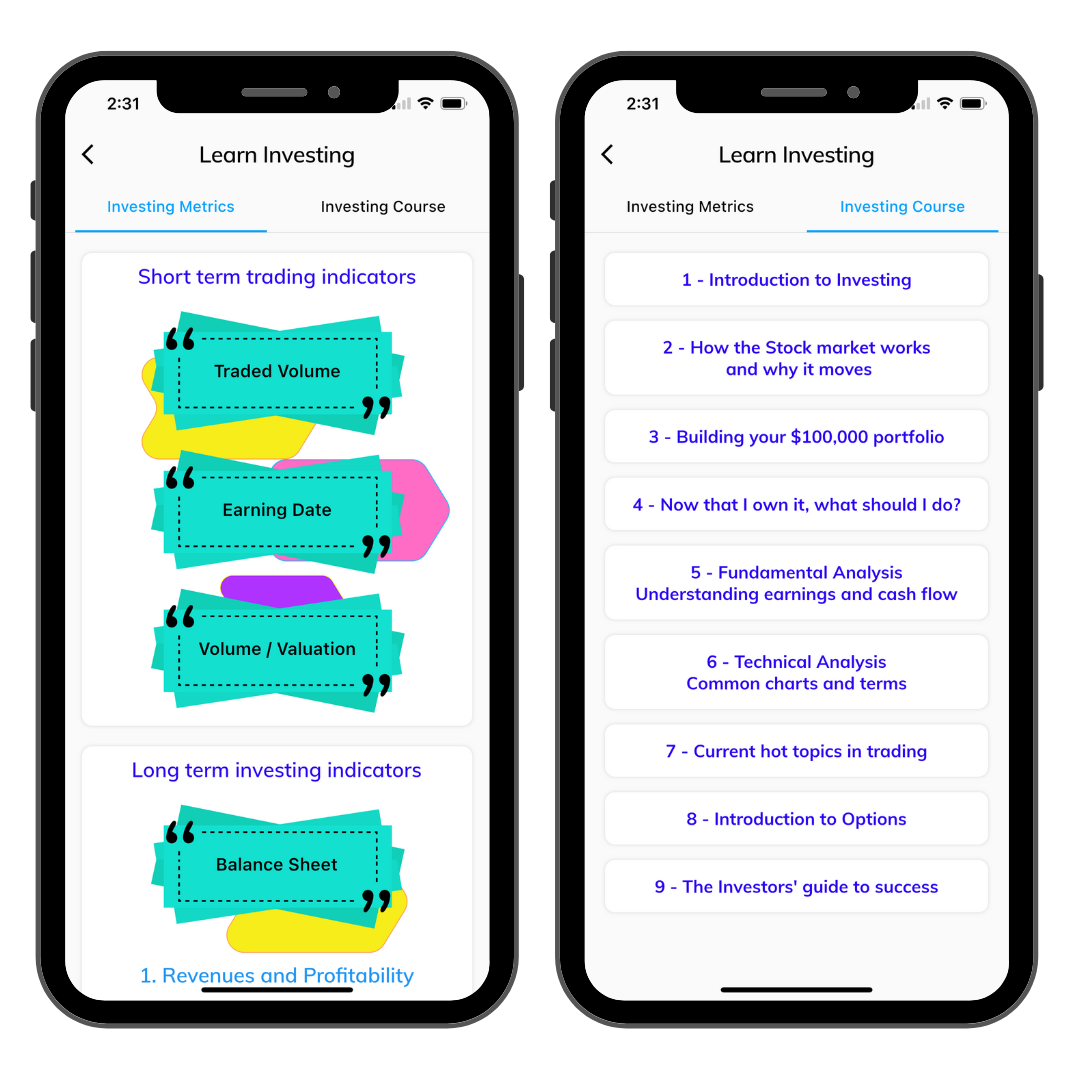 2:31
Learn Investing
Investing Metrics
Investing Course
Short term trading indicators
Traded Volume
Earning Date
Volume / Valuation
Long term investing indicators
Balance Sheet
1. Revenues and Profitability
2:31
Learn Investing
Investing Metrics
Investing Course
1 - Introduction to Investing
2 - How the Stock market works
and why it moves
3 - Building your $100,000 portfolio
4 - Now that I own it, what should I do?
5 - Fundamental Analysis
Understanding earnings and cash flow
6 - Technical Analysis
Common charts and terms
7 - Current hot topics in trading
8 - Introduction to Options
9 - The Investors' guide to success